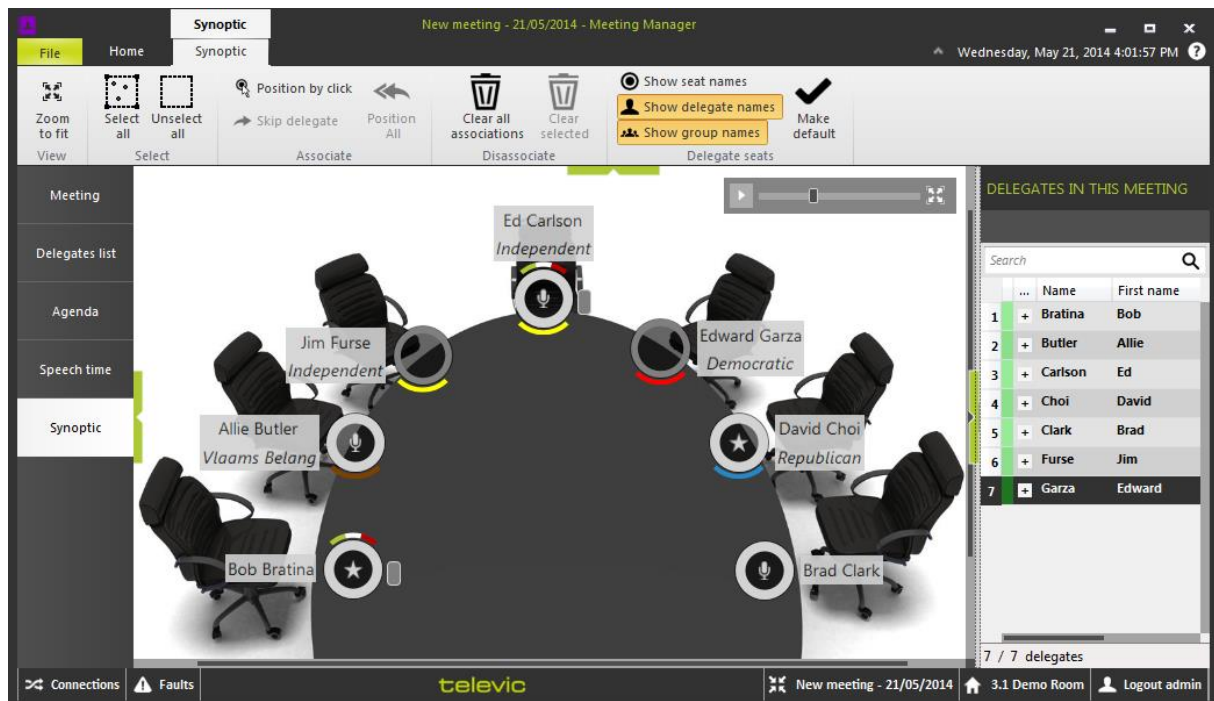 Synoptic
New meeting - 21/05/2014 - Meeting Manager
File
Home
Synoptic
Wednesday, May 21, 2014 4:01:57 PM
?
Zoom
to fit
Select
all
Unselect
all
Position by click
Skip delegate
Position
All
Clear all
associations
Clear
selected
Show seat names
Show delegate names
Show group names
Make
default
View
Select
Associate
Disassociate
Delegate seats
Meeting
Delegates list
Agenda
Speech time
Synoptic
Ed Carlson
Independent
Jim Furse
Independent
Edward Garza
Democratic
Allie Butler
Vlaams Belang
David Choi
Republican
Bob Bratina
Brad Clark
DELEGATES IN THIS MEETING
Search
... Name First name
1 + Bratina Bob
2 + Butler Allie
3 + Carlson Ed
4 + Choi David
5 + Clark Brad
6 + Furse Jim
7 + Garza Edward
7 / 7 delegates
Connections
Faults
televic
New meeting - 21/05/2014
3.1 Demo Room
Logout admin